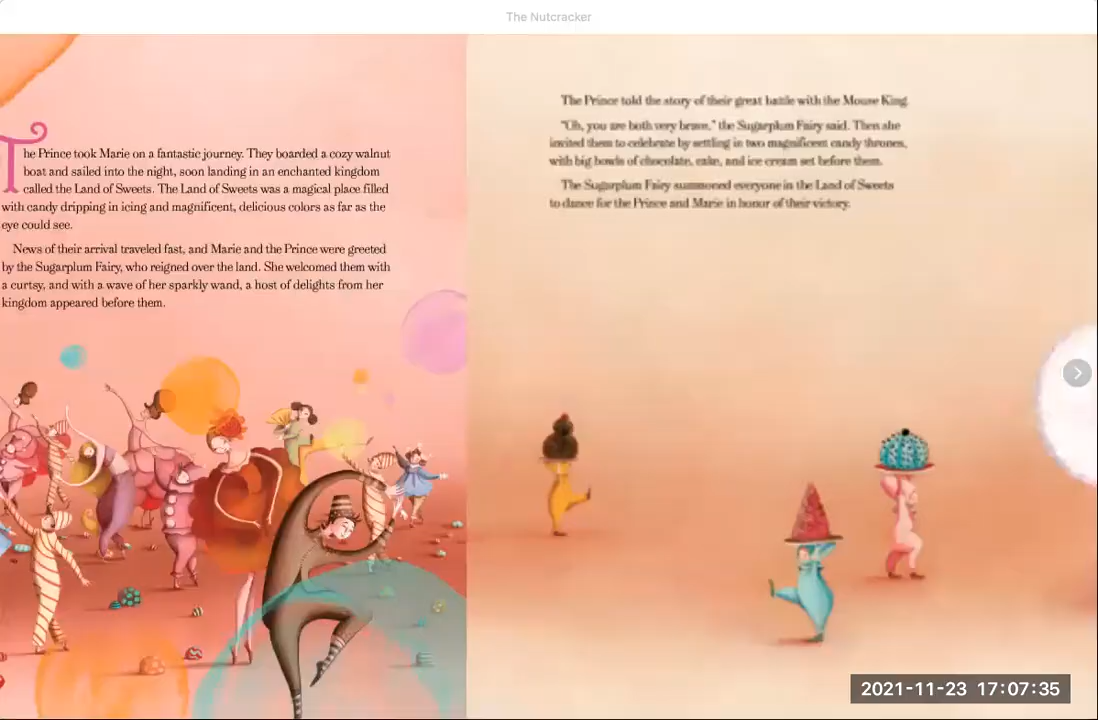 The Nutcracker
The Prince took Marie on a fantastic journey. They boarded a cozy walnut
boat and sailed into the night, soon landing in an enchanted kingdom
called the Land of Sweets. The Land of Sweets was a magical place filled
with candy dripping in icing and magnificent, delicious colors as far as the
eye could see.
News of their arrival traveled fast, and Marie and the Prince were greeted
by the Sugarplum Fairy, who reigned over the land. She welcomed them with
a curtsy, and with a wave of her sparkly wand, a host of delights from her
kingdom appeared before them.
The Prince told the story of their great battle with the Mouse King.
"Oh, you are both very brave," the Sugarplum Fairy said. Then she
invited them to celebrate by settling in two magnificent candy thrones,
with big bowls of chocolate, cake, and ice cream set before them.
The Sugarplum Fairy summoned everyone in the Land of Sweets
to dance for the Prince and Marie in honor of their victory.
2021-11-23 17:07:35